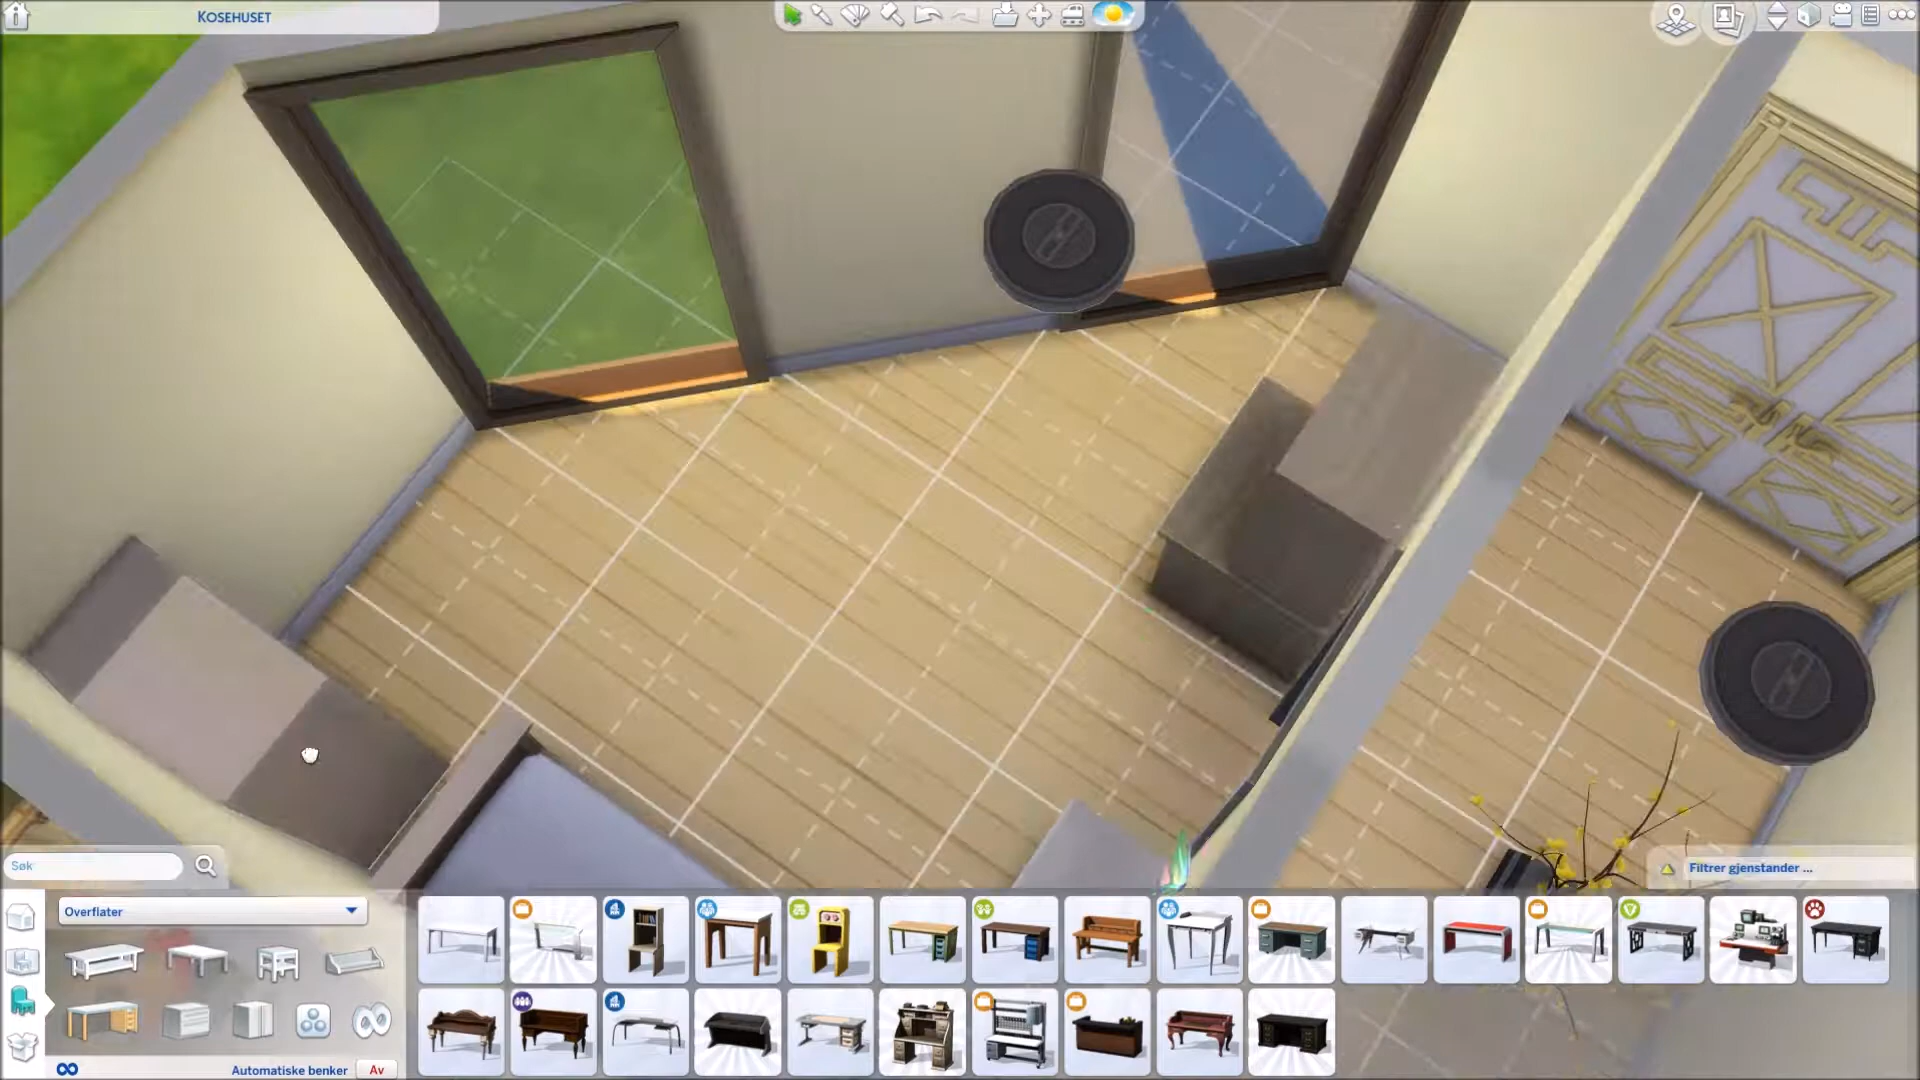 Kosehuset
Søk
Filtrer gjenstander ...
Overflater
Automatiske benker
Av